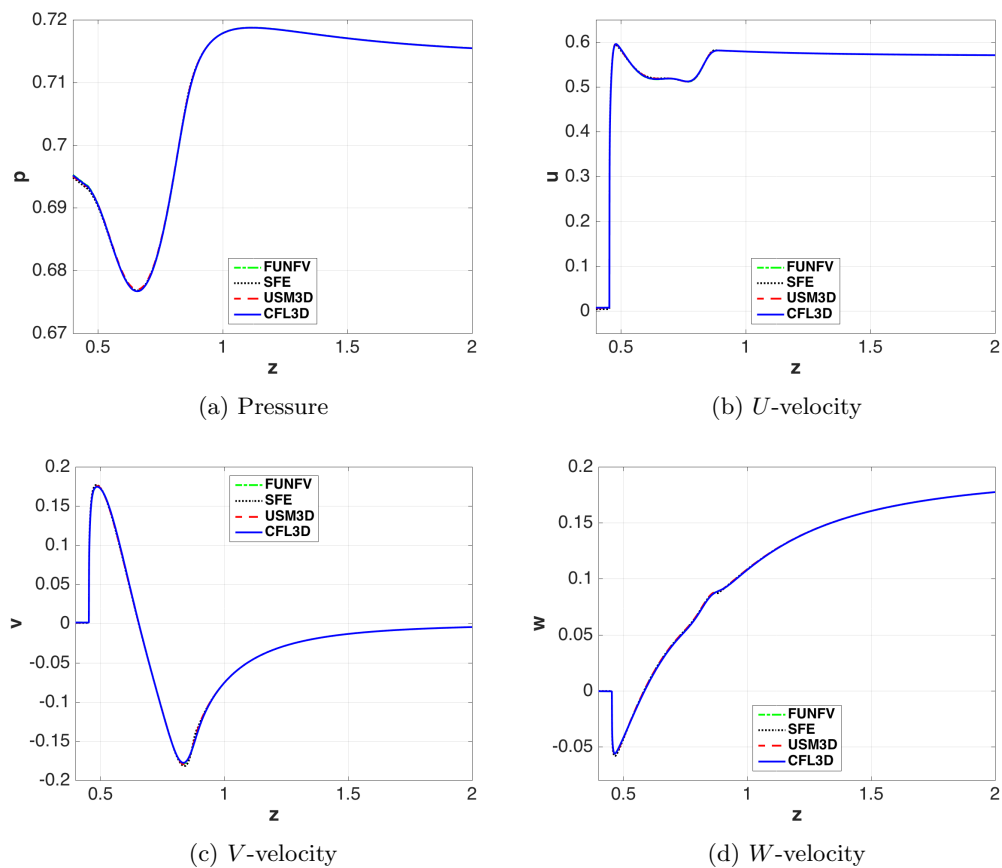 0.72
0.71
0.7
0.69
0.68
0.67
p
FUNFV
SFE
USM3D
CFL3D
0.5 1 1.5 2
z
(a) Pressure
0.6
0.5
0.4
0.3
0.2
0.1
0
u
FUNFV
SFE
USM3D
CFL3D
0.5 1 1.5 2
z
(b) U-velocity
0.2
0.15
0.1
0.05
0
-0.05
-0.1
-0.15
-0.2
v
FUNFV
SFE
USM3D
CFL3D
0.5 1 1.5 2
z
(c) V-velocity
0.2
0.15
0.1
0.05
0
-0.05
w
FUNFV
SFE
USM3D
CFL3D
0.5 1 1.5 2
z
(d) W-velocity